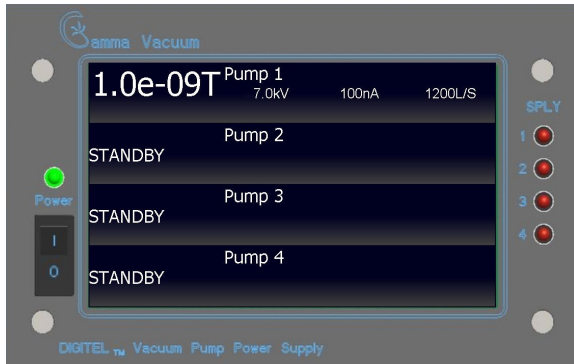 Gamma Vacuum
1.0e-09T Pump 1
7.0kV 100nA 1200L/S
Pump 2
STANDBY
Pump 3
STANDBY
Pump 4
STANDBY
SPLY
1
2
3
4
Power
I
0
DIGITEL TM Vacuum Pump Power Supply